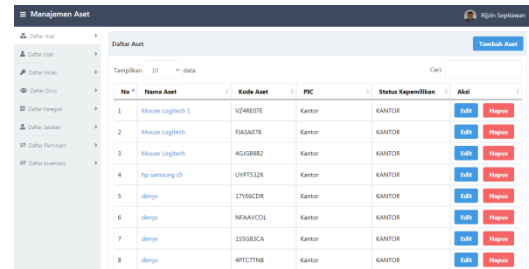 Manajemen Aset
Rijzin Septiawan
Daftar Aset
Daftar User
Daftar Akses
Daftar Divisi
Daftar Kategori
Daftar Jabatan
Daftar Peminjam
Daftar Inventaris
Daftar Aset
Tambah Aset
Tampilkan 10 data
Cari:
No Nama Aset Kode Aset PIC Status Kepemilikan Aksi
1 Mouse Logitech 1 VZ4RE07E Kantor KANTOR Edit Hapus
2 Mouse Logitech FIASA078 Kantor KANTOR Edit Hapus
3 Mouse Logitech 4GJGB8B2 Kantor KANTOR Edit Hapus
4 hp samsung s5 UYPT532X Kantor KANTOR Edit Hapus
5 denys 17YE6CDR Kantor KANTOR Edit Hapus
6 denys NFAAVCOL Kantor KANTOR Edit Hapus
7 denys 1S5G83CA Kantor KANTOR Edit Hapus
8 denys 4PTC7TNB Kantor KANTOR Edit Hapus